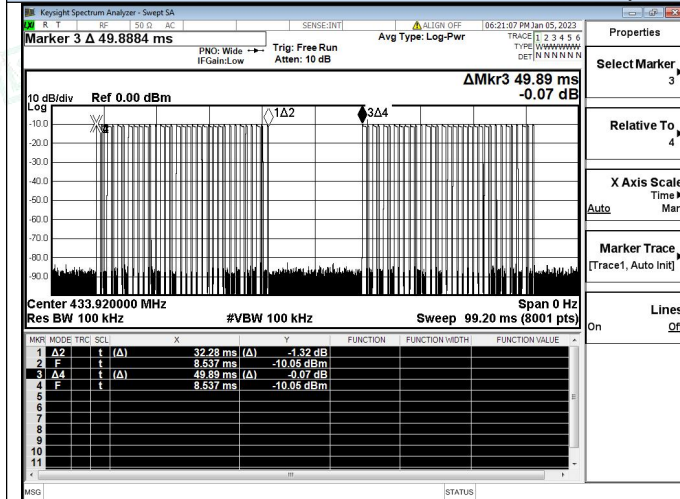 Keysight Spectrum Analyzer - Swept SA
R T RF 50 Ω AC SENSE:INT ALIGN OFF 06:21:07 PM Jan 05, 2023
Marker 3 Δ 49.8884 ms
PNO: Wide
IFGain:Low
Trig: Free Run
Atten: 10 dB
Avg Type: Log-Pwr
TRACE 1 2 3 4 5 6
TYPE WWWWWW
DET N N N N N N
ΔMkr3 49.89 ms
-0.07 dB
10 dB/div Ref 0.00 dBm
Log
1Δ2
3Δ4
-10.0
-20.0
-30.0
-40.0
-50.0
-60.0
-70.0
-80.0
-90.0
Center 433.920000 MHz Span 0 Hz
Res BW 100 kHz #VBW 100 kHz Sweep 99.20 ms (8001 pts)
MKR MODE TRC SCL X Y FUNCTION FUNCTION WIDTH FUNCTION VALUE
1 Δ2 t (Δ) 32.28 ms (Δ) -1.32 dB
2 F t 8.537 ms -10.05 dBm
3 Δ4 t (Δ) 49.89 ms (Δ) -0.07 dB
4 F t 8.537 ms -10.05 dBm
5
6
7
8
9
10
11
MSG STATUS
Properties
Select Marker
3
Relative To
4
X Axis Scale
Time
Auto Man
Marker Trace
[Trace1, Auto Init]
Lines
On Off